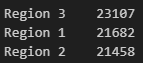 Region 3    23107
Region 1    21682
Region 2    21458